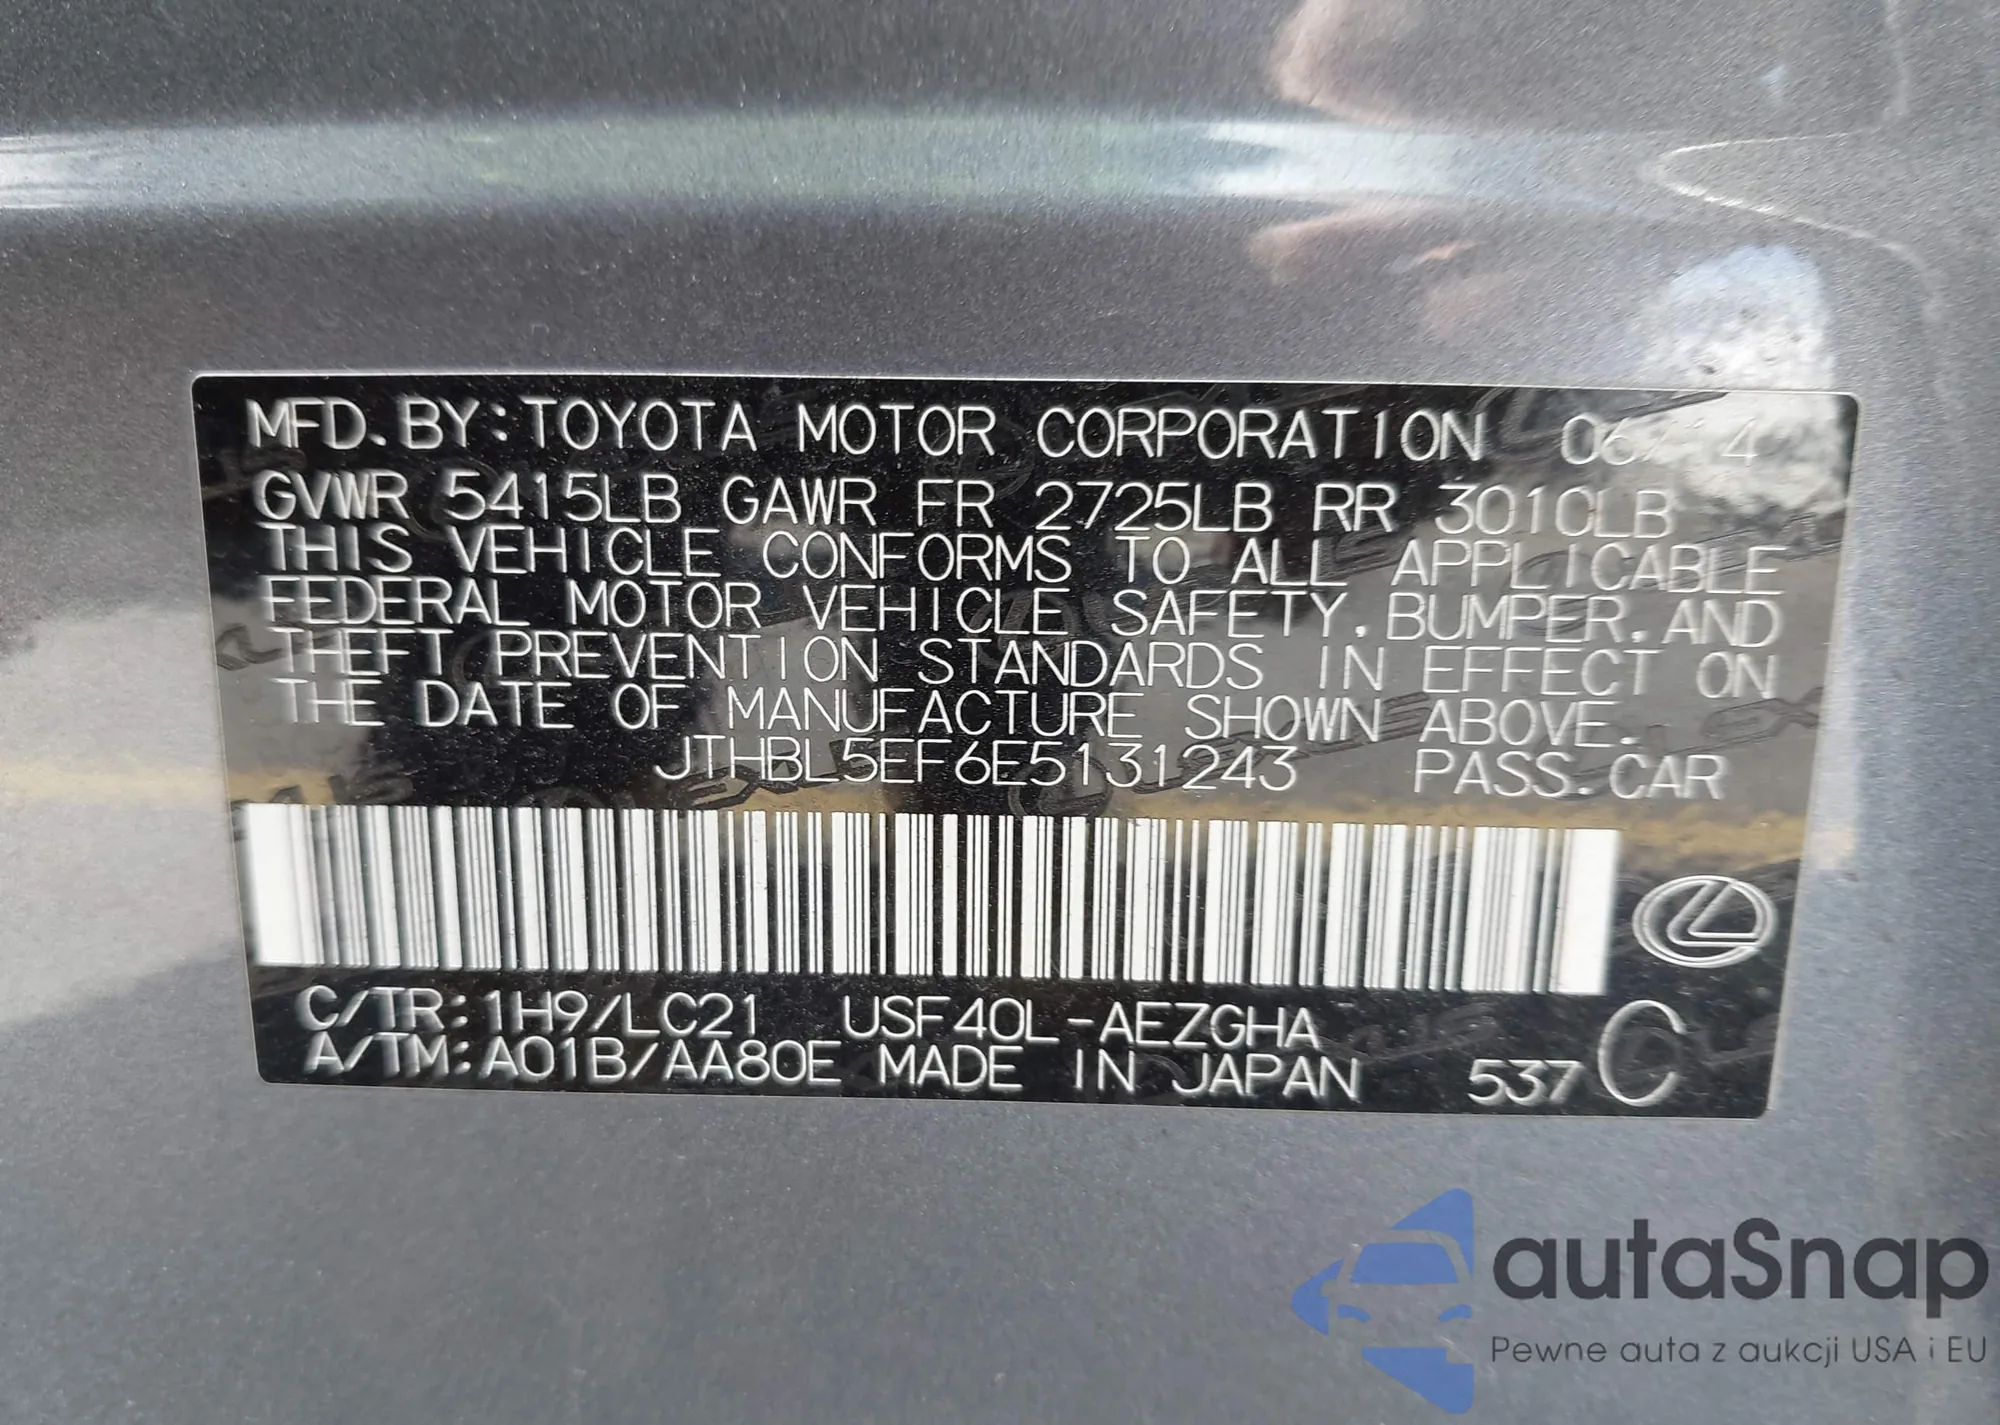 MFD. BY: TOYOTA MOTOR CORPORATION 06/14
GVWR 5415LB GAWR FR 2725LB RR 3010LB
THIS VEHICLE CONFORMS TO ALL APPLICABLE
FEDERAL MOTOR VEHICLE SAFETY, BUMPER, AND
THEFT PREVENTION STANDARDS IN EFFECT ON
THE DATE OF MANUFACTURE SHOWN ABOVE.
JTHBL5EF6E5131243 PASS. CAR
C/TR: 1H9/LC21 USF40L-AEZGHA
A/TM: A01B/AA80E MADE IN JAPAN 537 C
autaSnap
Pewne auta z aukcji USA i EU